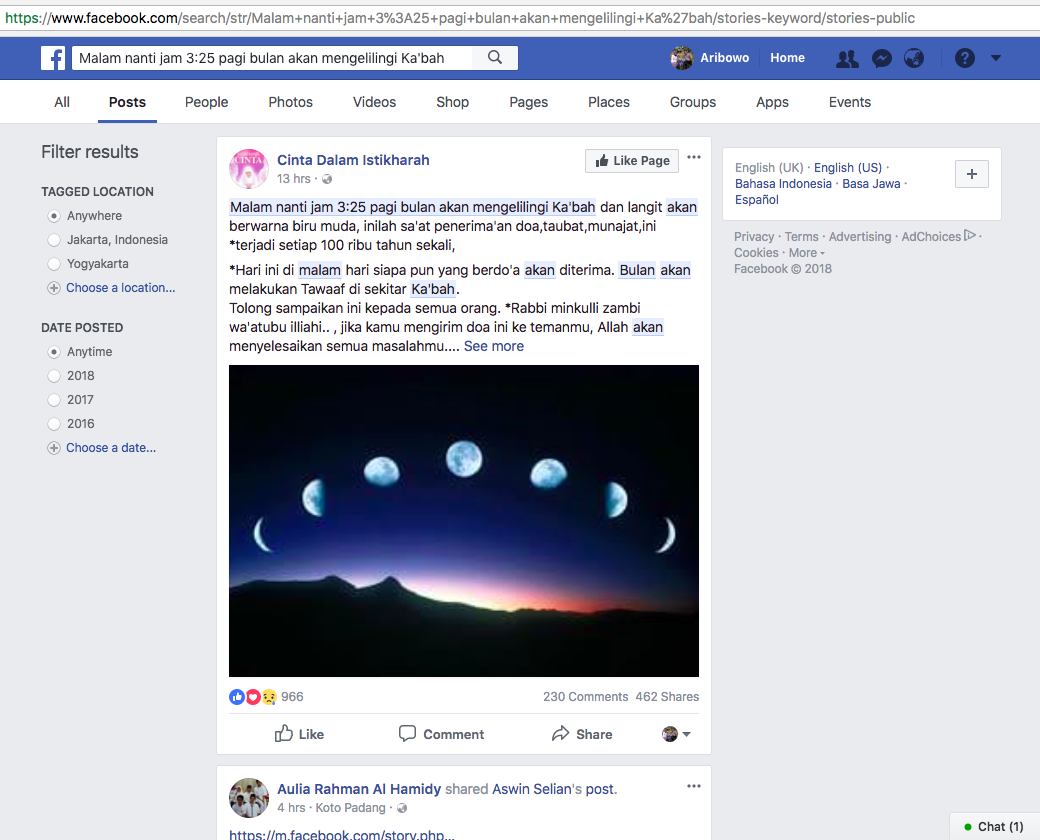 https://www.facebook.com/search/str/Malam+nanti+jam+3%3A25+pagi+bulan+akan+mengelilingi+Ka%27bah/stories-keyword/stories-public
Malam nanti jam 3:25 pagi bulan akan mengelilingi Ka'bah
Aribowo
Home
All Posts People Photos Videos Shop Pages Places Groups Apps Events
Filter results
TAGGED LOCATION
Anywhere
Jakarta, Indonesia
Yogyakarta
Choose a location...
DATE POSTED
Anytime
2018
2017
2016
Choose a date...
CINTA
Cinta Dalam Istikharah
13 hrs ·
Like Page
Malam nanti jam 3:25 pagi bulan akan mengelilingi Ka'bah dan langit akan
berwarna biru muda, inilah sa'at penerima'an doa,taubat,munajat,ini
*terjadi setiap 100 ribu tahun sekali,
*Hari ini di malam hari siapa pun yang berdo'a akan diterima. Bulan akan
melakukan Tawaaf di sekitar Ka'bah.
Tolong sampaikan ini kepada semua orang. *Rabbi minkulli zambi
wa'atubu illiahi.. , jika kamu mengirim doa ini ke temanmu, Allah akan
menyelesaikan semua masalahmu.... See more
966
230 Comments 462 Shares
Like Comment Share
Aulia Rahman Al Hamidy shared Aswin Selian's post.
4 hrs · Koto Padang ·
https://m.facebook.com/story.php...
English (UK) · English (US) ·
Bahasa Indonesia · Basa Jawa ·
Español
Privacy · Terms · Advertising · AdChoices ·
Cookies · More
Facebook © 2018
Chat (1)